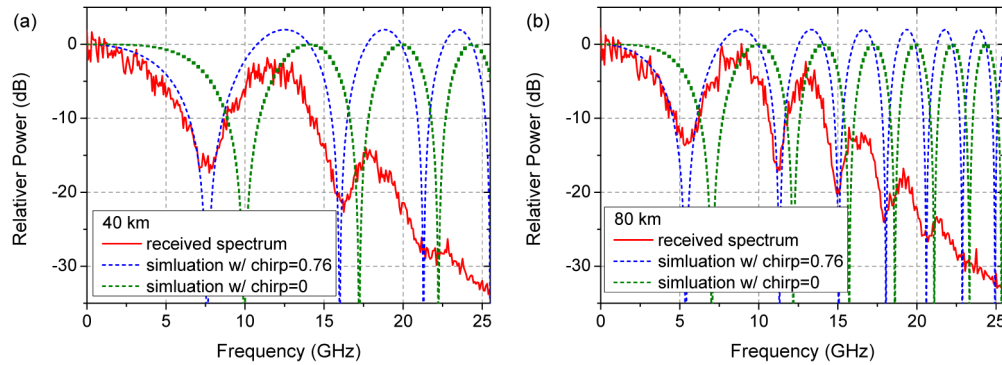 (a)
Relativer Power (dB)
0
-10
-20
-30
40 km
received spectrum
simluation w/ chirp=0.76
simluation w/ chirp=0
0 5 10 15 20 25
Frequency (GHz)
(b)
Relativer Power (dB)
0
-10
-20
-30
80 km
received spectrum
simluation w/ chirp=0.76
simluation w/ chirp=0
0 5 10 15 20 25
Frequency (GHz)